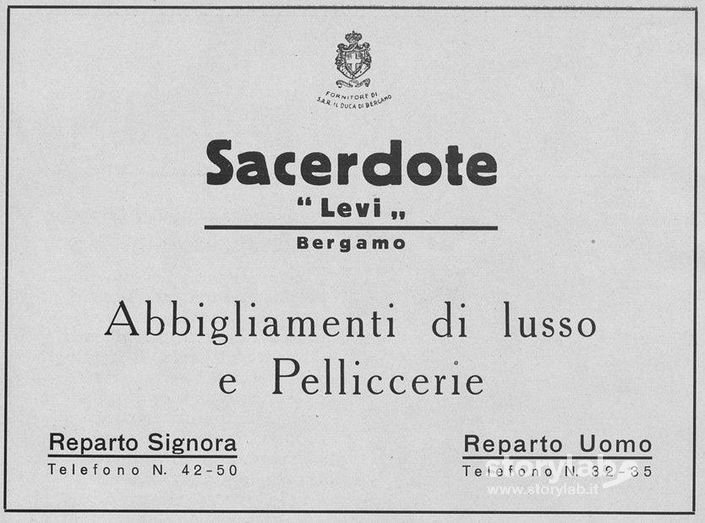 FORNITORE DI
S.A.R. IL DUCA DI BERGAMO
Sacerdote
“ Levi „
Bergamo
Abbigliamenti di lusso
e Pelliccerie
Reparto Signora
Telefono N. 42-50
Reparto Uomo
Telefono N. 32-35
storylab
www.storylab.it